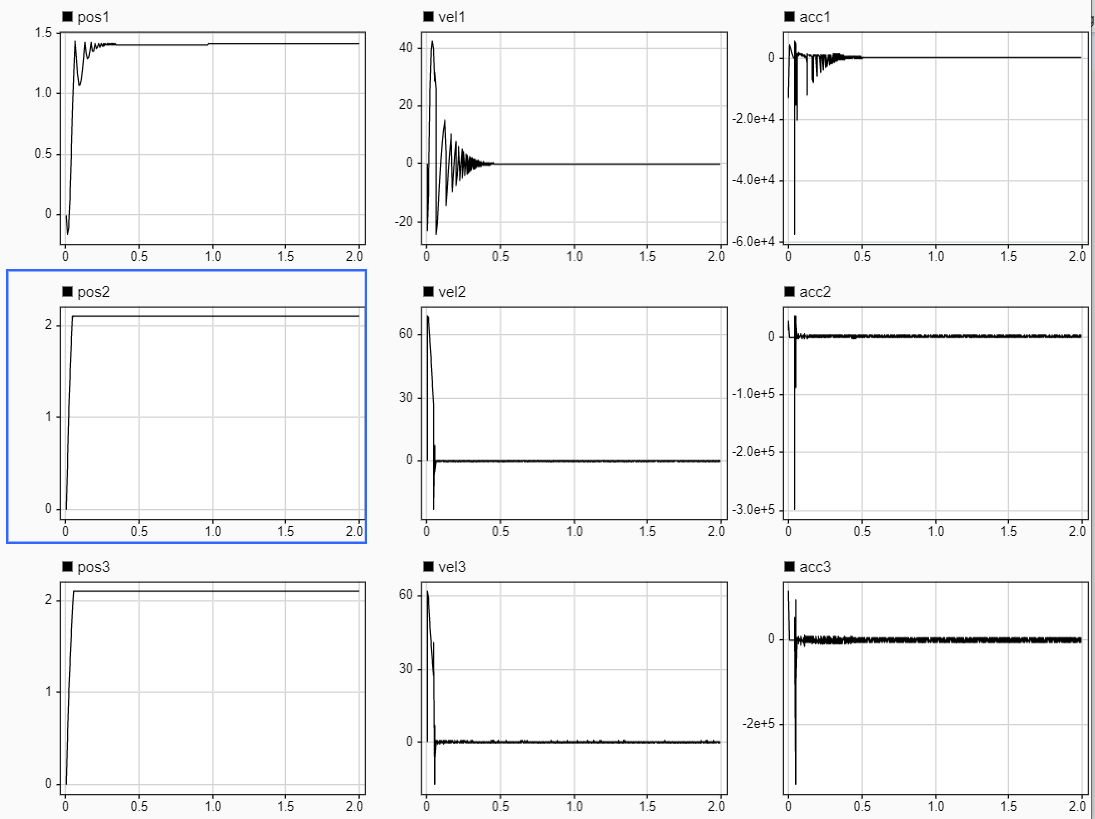 pos1 vel1 acc1
1.5 40 0
1.0 20 -2.0e+4
0.5 0 -4.0e+4
0 -20 -6.0e+4
0 0.5 1.0 1.5 2.0 0 0.5 1.0 1.5 2.0 0 0.5 1.0 1.5 2.0
pos2 vel2 acc2
2 60 0
1 30 -1.0e+5
0 0 -2.0e+5
-3.0e+5
0 0.5 1.0 1.5 2.0 0 0.5 1.0 1.5 2.0 0 0.5 1.0 1.5 2.0
pos3 vel3 acc3
2 60 0
1 30 -2e+5
0 0
0 0.5 1.0 1.5 2.0 0 0.5 1.0 1.5 2.0 0 0.5 1.0 1.5 2.0